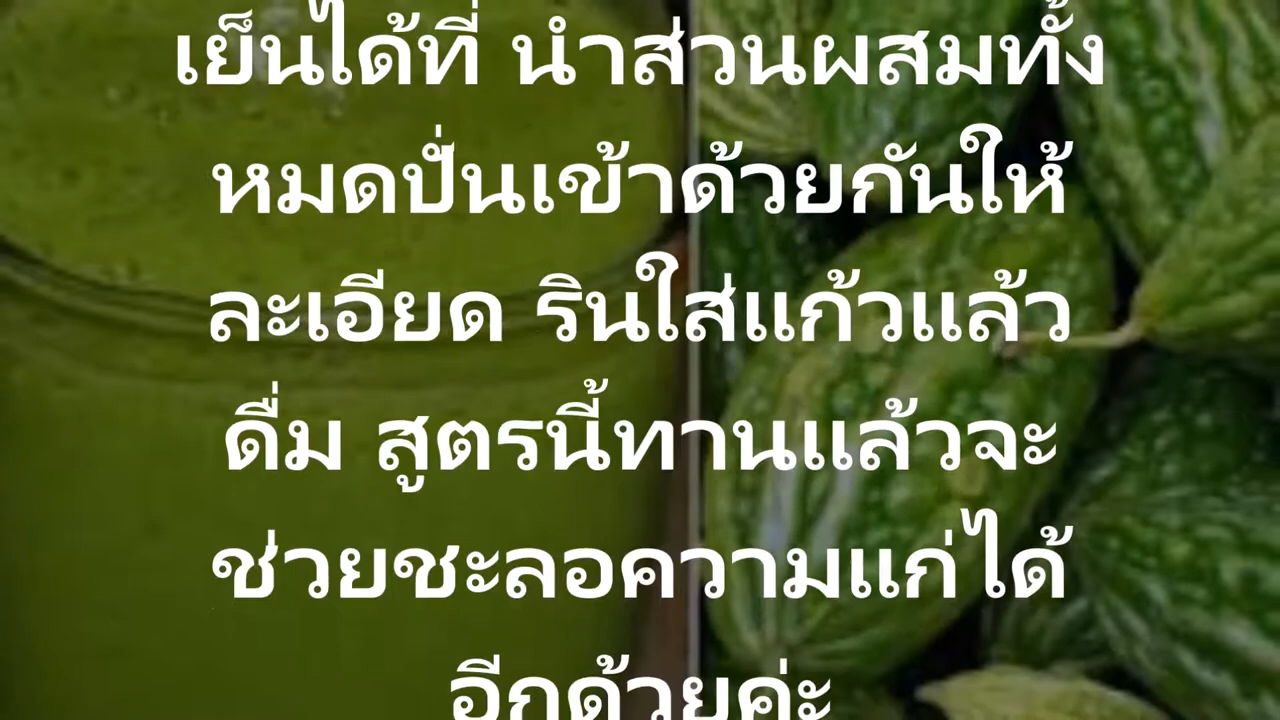 เย็นได้ที่ นำส่วนผสมทั้ง
หมดปั่นเข้าด้วยกันให้
ละเอียด รินใส่แก้วแล้ว
ดื่ม สูตรนี้ทานแล้วจะ
ช่วยชะลอความแก่ได้
อีกด้วยค่ะ